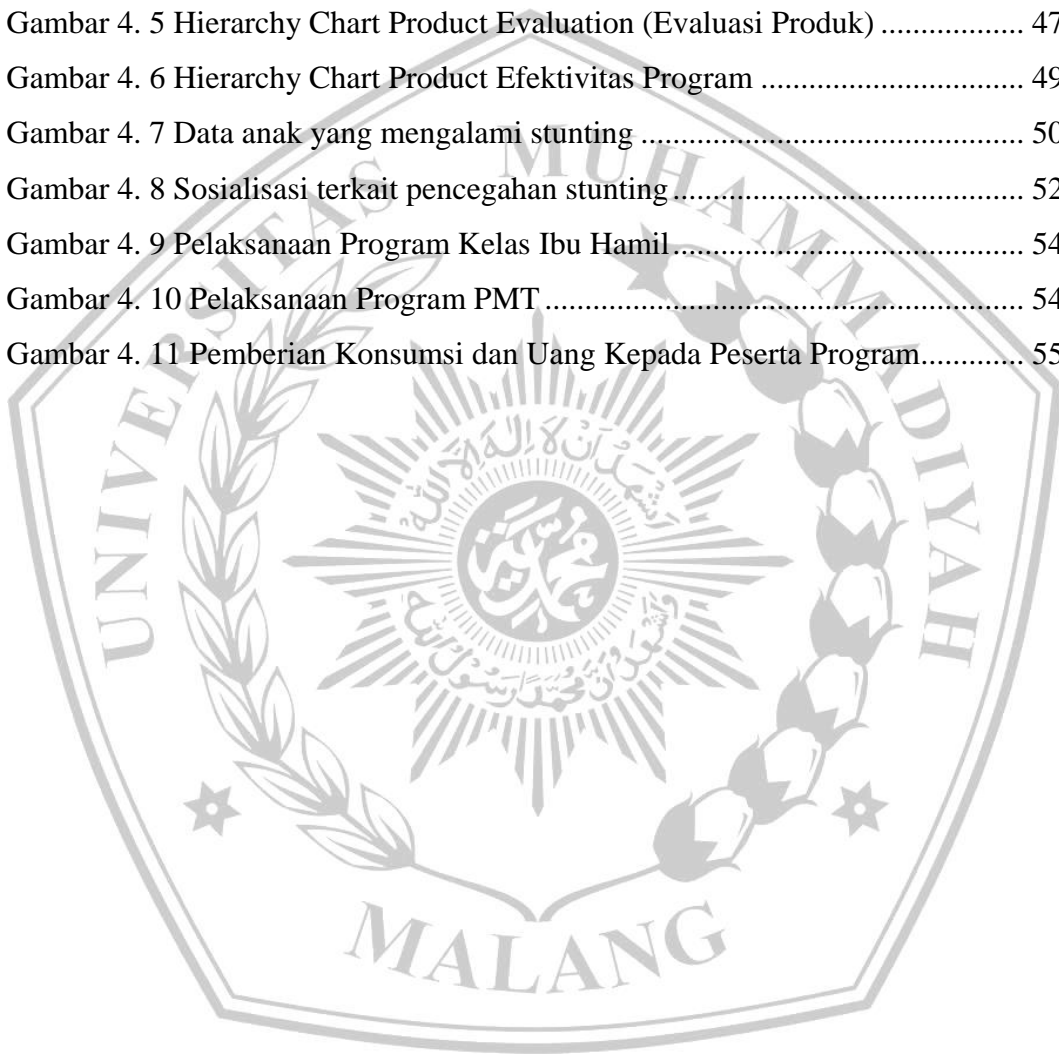 Gambar 4. 5 Hierarchy Chart Product Evaluation (Evaluasi Produk) .................. 47
Gambar 4. 6 Hierarchy Chart Product Efektivitas Program ................................. 49
Gambar 4. 7 Data anak yang mengalami stunting ................................................ 50
Gambar 4. 8 Sosialisasi terkait pencegahan stunting ............................................ 52
Gambar 4. 9 Pelaksanaan Program Kelas Ibu Hamil ............................................ 54
Gambar 4. 10 Pelaksanaan Program PMT ............................................................ 54
Gambar 4. 11 Pemberian Konsumsi dan Uang Kepada Peserta Program............. 55
UNIVERSITAS MUHAMMADIYAH
MALANG